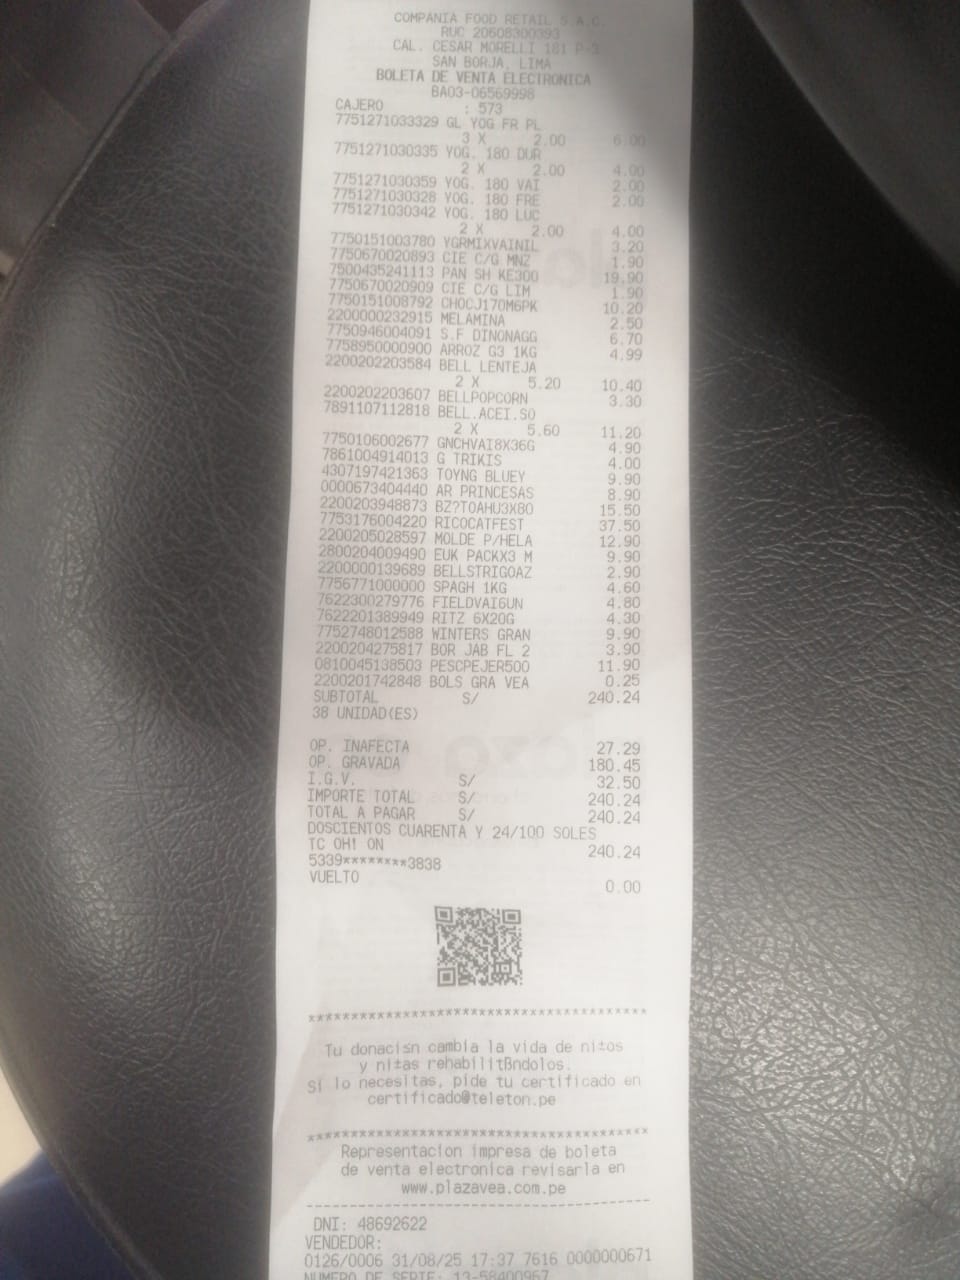 COMPANIA FOOD RETAIL S.A.C.
RUC 20608300393
CAL. CESAR MORELLI 181 P-3
SAN BORJA, LIMA
BOLETA DE VENTA ELECTRONICA
BA03-06569998
CAJERO : 573
7751271033329 GL YOG FR PL
3 X 2.00 6.00
7751271030335 YOG. 180 DUR
2 X 2.00 4.00
7751271030359 YOG. 180 VAI 2.00
7751271030328 YOG. 180 FRE 2.00
7751271030342 YOG. 180 LUC
2 X 2.00 4.00
7750151003780 YGRMIXVAINIL 3.20
7750670020893 CIE C/G MNZ 1.90
7500435241113 PAN SH KE300 19.90
7750670020909 CIE C/G LIM 1.90
7750151008792 CHOCJ170M6PK 10.20
2200000232915 MELAMINA 2.50
7750946004091 S.F DINONAGG 6.70
7758950000900 ARROZ G3 1KG 4.99
2200202203584 BELL LENTEJA
2 X 5.20 10.40
2200202203607 BELLPOPCORN 3.30
7891107112818 BELL.ACEI.SO
2 X 5.60 11.20
7750106002677 GNCHVAI8X36G 4.90
7861004914013 G TRIKIS 4.00
4307197421363 TOYNG BLUEY 9.90
0000673404440 AR PRINCESAS 8.90
2200203948873 BZ?TOAHU3X80 15.50
7753176004220 RICOCATFEST 37.50
2200205028597 MOLDE P/HELA 12.90
2800204009490 EUK PACKX3 M 9.90
2200000139689 BELLSTRIGOAZ 2.90
7756771000000 SPAGH 1KG 4.60
7622300279776 FIELDVAI6UN 4.80
7622201389949 RITZ 6X20G 4.30
7752748012588 WINTERS GRAN 9.90
2200204275817 BOR JAB FL 2 3.90
0810045138503 PESCPEJER500 11.90
2200201742848 BOLS GRA VEA 0.25
SUBTOTAL S/ 240.24
38 UNIDAD(ES)
OP. INAFECTA 27.29
OP. GRAVADA 180.45
I.G.V. S/ 32.50
IMPORTE TOTAL S/ 240.24
TOTAL A PAGAR S/ 240.24
DOSCIENTOS CUARENTA Y 24/100 SOLES
TC OH! ON 240.24
5339********3838
VUELTO 0.00
****************************************
Tu donacisn cambia la vida de ni±os
y ni±as rehabilitBndolos.
Si lo necesitas, pide tu certificado en
certificado@teleton.pe
****************************************
Representacion impresa de boleta
de venta electronica revisarla en
www.plazavea.com.pe
----------------------------------------
DNI: 48692622
VENDEDOR:
0126/0006 31/08/25 17:37 7616 0000000671
NUMERO DE SERIE: 13-58400967